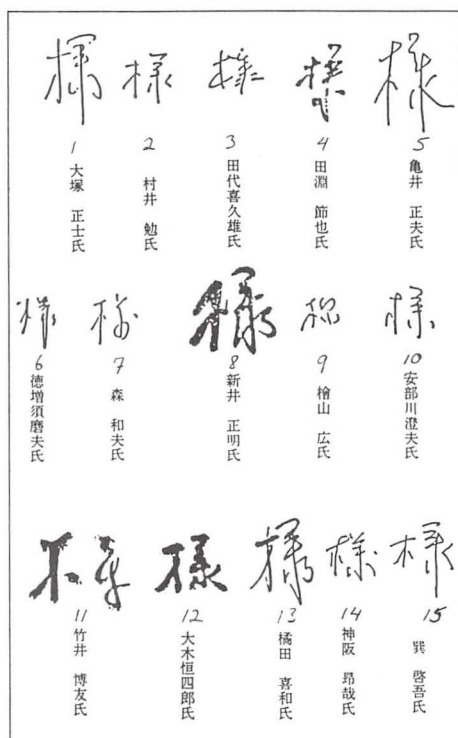 様 様 様 様 様
1 2 3 4 5
大塚 正士氏
村井 勉氏
田代喜久雄氏
田淵 節也氏
亀井 正夫氏
様 様 様 様 様
6 7 8 9 10
徳増須磨夫氏
森 和夫氏
新井 正明氏
檜山 広氏
安部川澄夫氏
様 様 様 様 様
11 12 13 14 15
竹井 博友氏
大木恒四郎氏
橘田 喜和氏
神阪 昻哉氏
巽 啓吾氏